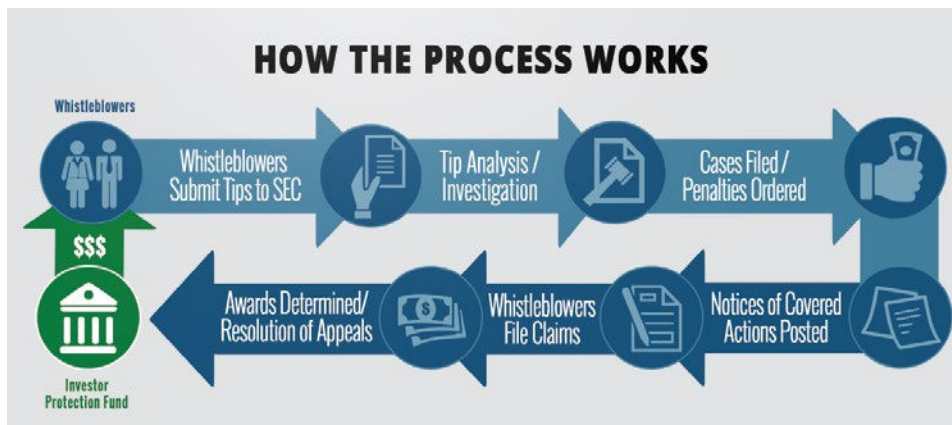 HOW THE PROCESS WORKS
Whistleblowers
Whistleblowers
Submit Tips to SEC
Tip Analysis /
Investigation
Cases Filed /
Penalties Ordered
Notices of Covered
Actions Posted
Whistleblowers
File Claims
Awards Determined/
Resolution of Appeals
$
$$$
Investor
Protection Fund